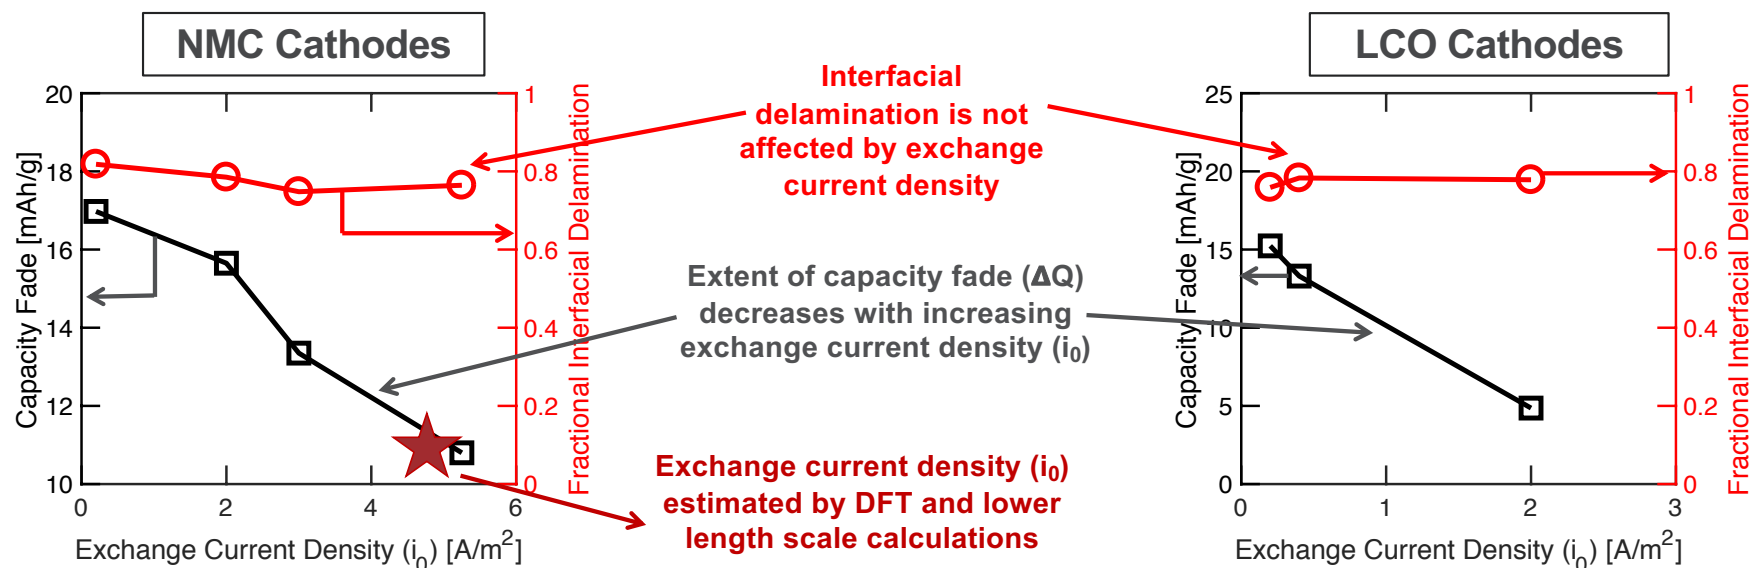 NMC Cathodes
20
18
16
14
12
10
0
2
4
6
1
0.8
0.6
0.4
0.2
0
Capacity Fade [mAh/g]
Fractional Interfacial Delamination
Exchange Current Density (i₀) [A/m²]
Interfacial
delamination is not
affected by exchange
current density
Extent of capacity fade (ΔQ)
decreases with increasing
exchange current density (i₀)
Exchange current density (i₀)
estimated by DFT and lower
length scale calculations
LCO Cathodes
25
20
15
10
5
0
0
1
2
3
1
0.8
0.6
0.4
0.2
0
Capacity Fade [mAh/g]
Fractional Interfacial Delamination
Exchange Current Density (i₀) [A/m²]